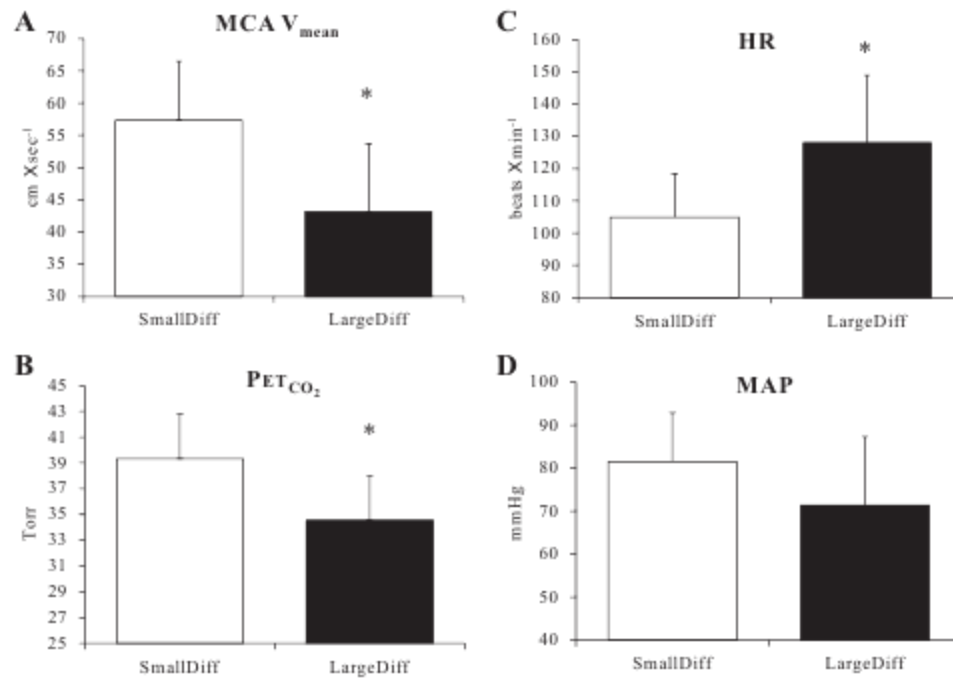 A
MCA Vmean
70
65
60
55
50
45
40
35
30
cm Xsec-1
*
SmallDiff
LargeDiff
C
HR
160
150
140
130
120
110
100
90
80
beats Xmin-1
*
SmallDiff
LargeDiff
B
PETCO2
45
43
41
39
37
35
33
31
29
27
25
Torr
*
SmallDiff
LargeDiff
D
MAP
100
90
80
70
60
50
40
mmHg
SmallDiff
LargeDiff